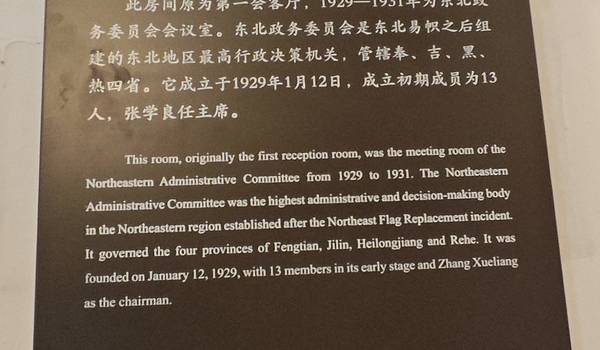 此房间原为第一会客厅，1929—1931年为东北政
务委员会会议室。东北政务委员会是东北易帜之后组
建的东北地区最高行政决策机关，管辖奉、吉、黑、
热四省。它成立于1929年1月12日，成立初期成员为13
人，张学良任主席。
This room, originally the first reception room, was the meeting room of the
Northeastern Administrative Committee from 1929 to 1931. The Northeastern
Administrative Committee was the highest administrative and decision-making body
in the Northeastern region established after the Northeast Flag Replacement incident.
It governed the four provinces of Fengtian, Jilin, Heilongjiang and Rehe. It was
founded on January 12, 1929, with 13 members in its early stage and Zhang Xueliang
as the chairman.